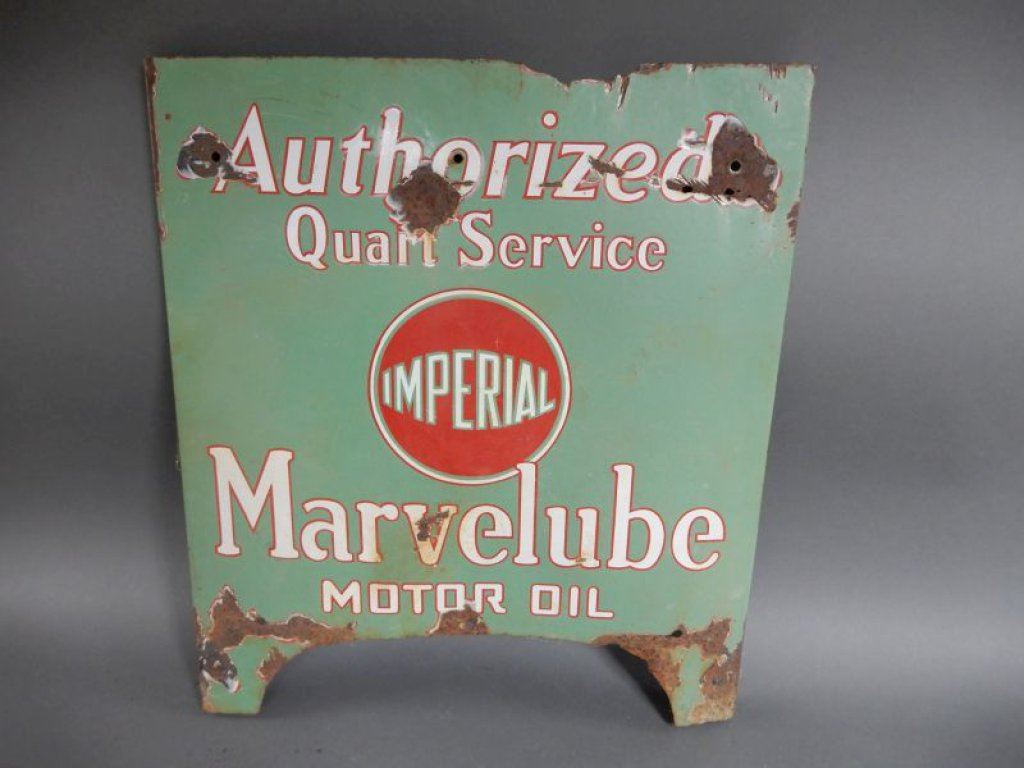 Authorized
Quart Service
IMPERIAL
Marvelube
MOTOR OIL